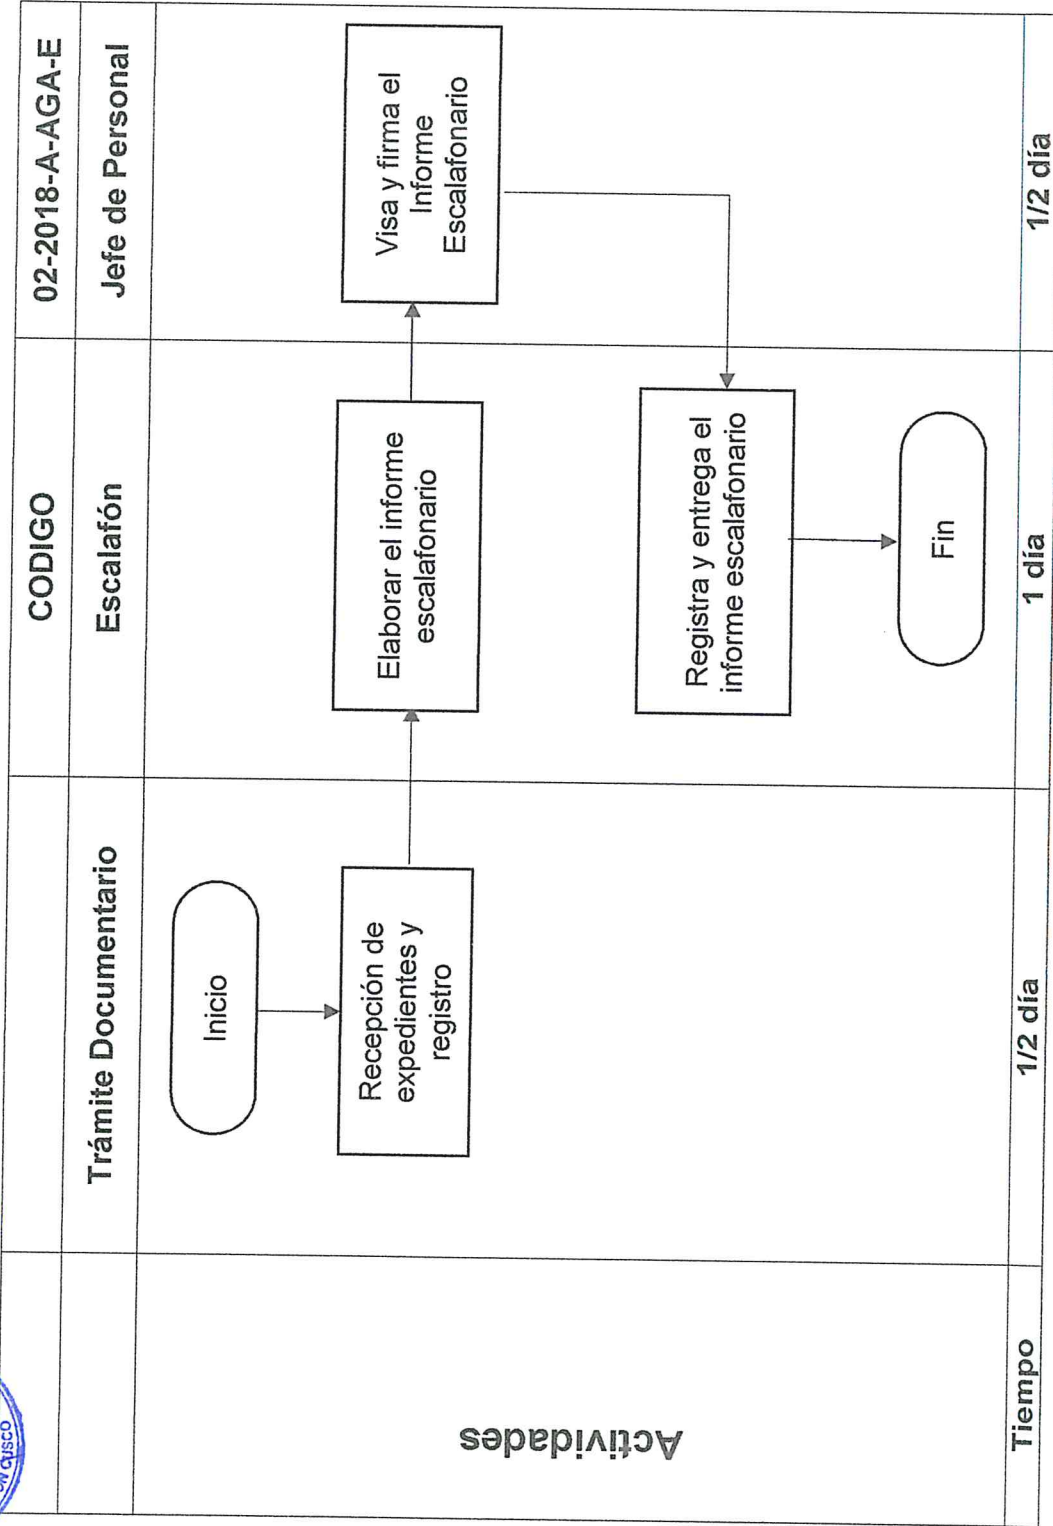 CODIGO 02-2018-A-AGA-E
Trámite Documentario Escalafón Jefe de Personal
Actividades
Inicio
Recepción de
expedientes y
registro
Elaborar el informe
escalafonario
Visa y firma el
Informe
Escalafonario
Registra y entrega el
informe escalafonario
Fin
Tiempo 1/2 día 1 día 1/2 día
CUSCO